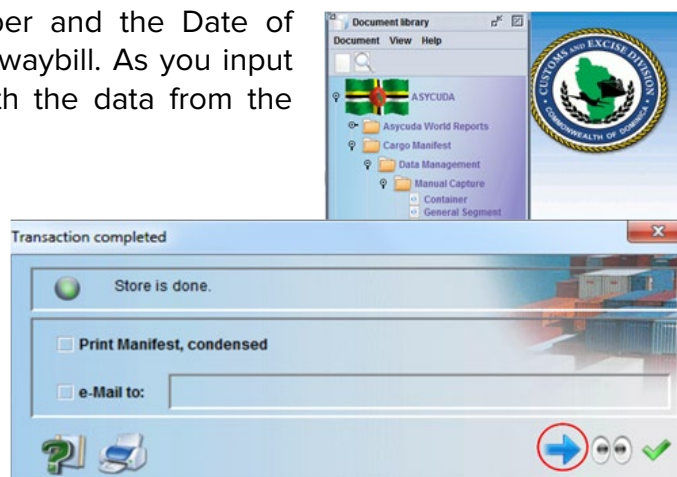 per and the Date of
waybill. As you input
th the data from the
Document library
Document View Help
ASYCUDA
Asycuda World Reports
Cargo Manifest
Data Management
Manual Capture
Container
General Segment
CUSTOMS AND EXCISE DIVISION
COMMONWEALTH OF DOMINICA
Transaction completed
Store is done.
Print Manifest, condensed
e-Mail to: